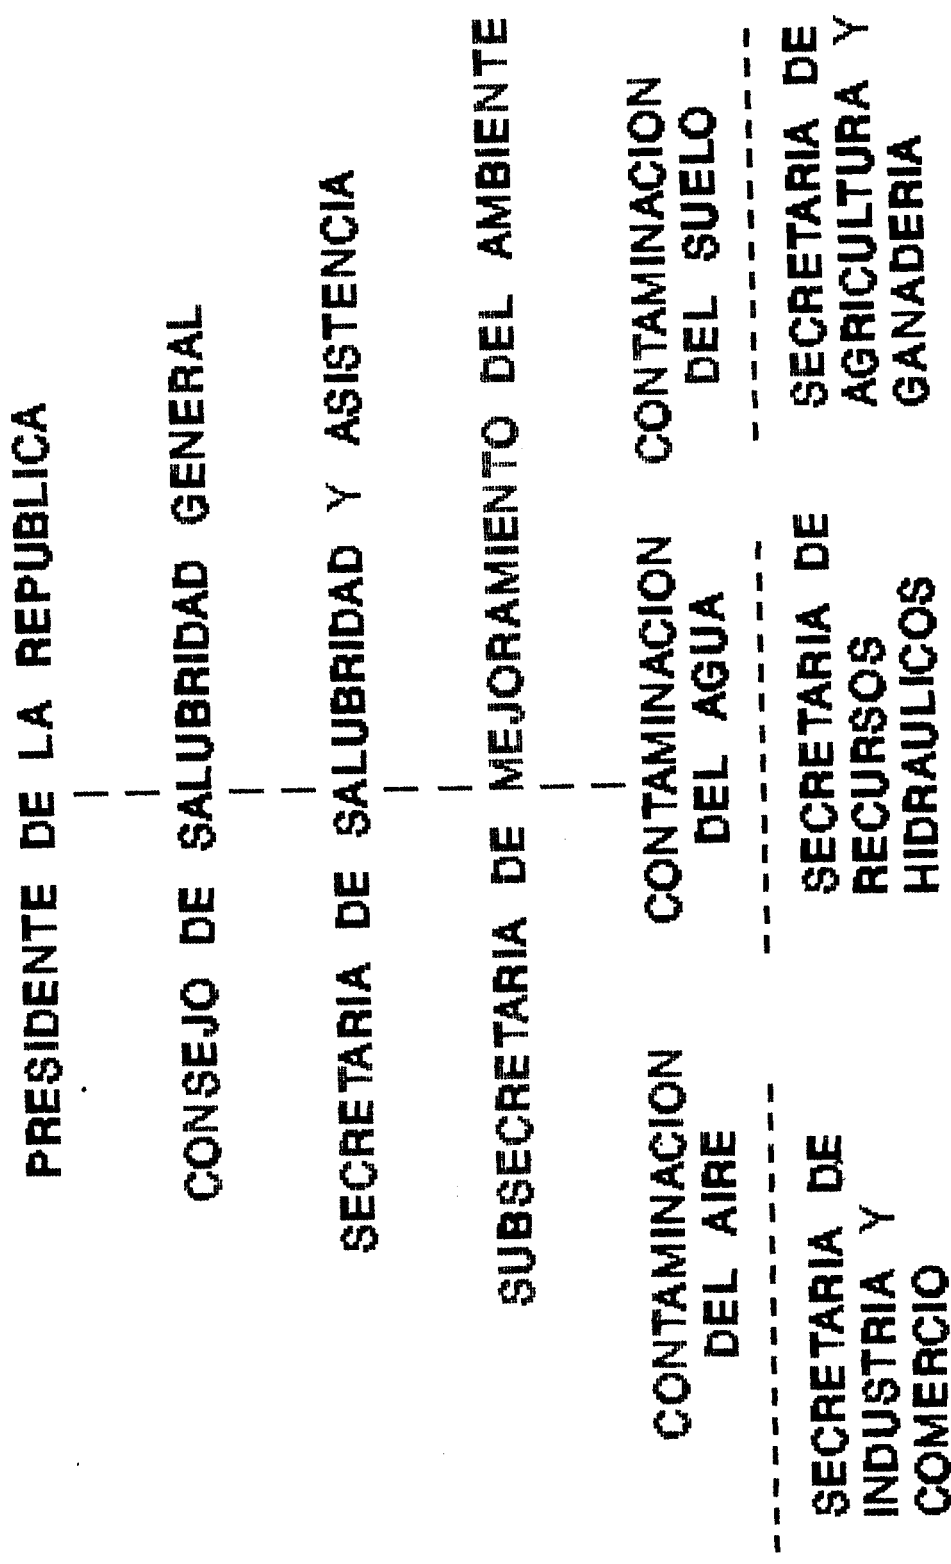 PRESIDENTE DE LA REPUBLICA
CONSEJO DE SALUBRIDAD GENERAL
SECRETARIA DE SALUBRIDAD Y ASISTENCIA
SUBSECRETARIA DE MEJORAMIENTO DEL AMBIENTE
CONTAMINACION
DEL AIRE
CONTAMINACION
DEL AGUA
CONTAMINACION
DEL SUELO
SECRETARIA DE
INDUSTRIA Y
COMERCIO
SECRETARIA DE
RECURSOS
HIDRAULICOS
SECRETARIA DE
AGRICULTURA Y
GANADERIA